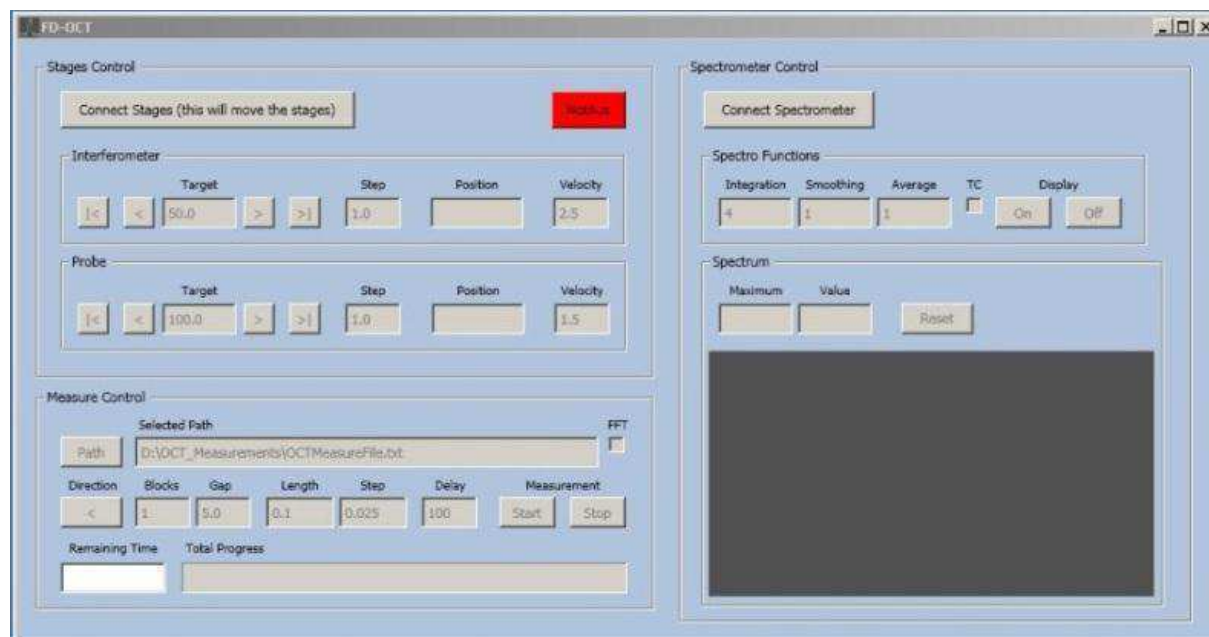 FD-OCT
Stages Control
Connect Stages (this will move the stages)
Interferometer
Target Step Position Velocity
|< < 50.0 > >| 1.0 2.5
Probe
Target Step Position Velocity
|< < 100.0 > >| 1.0 1.5
Measure Control
Selected Path FFT
Path D:\OCT_Measurements\OCTMeasureFile.txt
Direction Blocks Gap Length Step Delay Measurement
< 1 5.0 0.1 0.025 100 Start Stop
Remaining Time Total Progress
Spectrometer Control
Connect Spectrometer
Spectro Functions
Integration Smoothing Average TC Display
4 1 1 On Off
Spectrum
Maximum Value
Reset